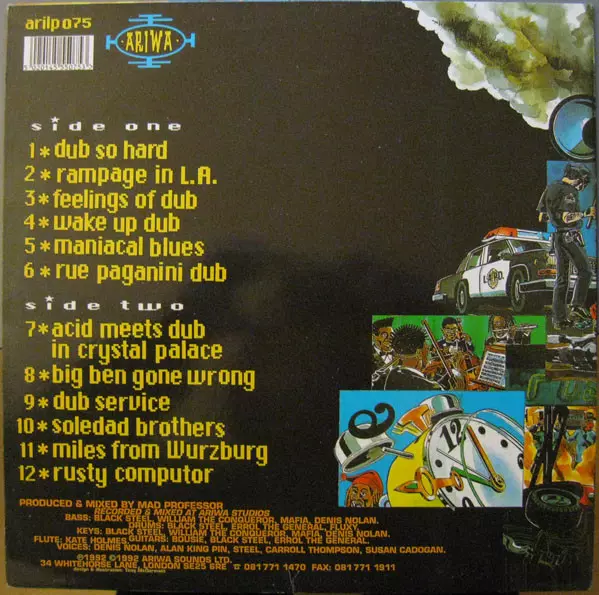 arilp 075
ARIWA
side one
1* dub so hard
2* rampage in L.A.
3* feelings of dub
4* wake up dub
5* maniacal blues
6* rue paganini dub
side two
7* acid meets dub
in crystal palace
8* big ben gone wrong
9* dub service
10* soledad brothers
11* miles from Wurzburg
12* rusty computor
12
PRODUCED & MIXED BY MAD PROFESSOR
RECORDED & MIXED AT ARIWA STUDIOS
BASS: BLACK STEEL, WILLIAM THE CONQUEROR, MAFIA, DENIS NOLAN.
DRUMS: BLACK STEEL, ERROL THE GENERAL, FLUXY.
KEYS: BLACK STEEL, WILLIAM THE CONQUEROR, MAFIA, DENIS NOLAN.
FLUTE: KATE HOLMES GUITARS: BOUSIE, BLACK STEEL, ERROL THE GENERAL.
VOICES: DENIS NOLAN, ALAN KING PIN, STEEL, CARROLL THOMPSON, SUSAN CADOGAN.
℗1992 ©1992 ARIWA SOUNDS LTD.
34 WHITEHORSE LANE, LONDON SE25 6RE ✆ 081 771 1470 FAX: 081 771 1911